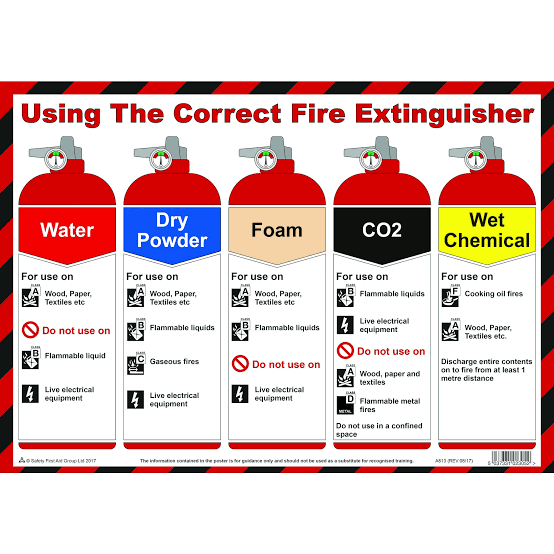 Using The Correct Fire Extinguisher
Water
For use on
CLASS
A
Wood, Paper,
Textiles etc
Do not use on
CLASS
B
Flammable liquid
Live electrical
equipment
Dry
Powder
For use on
CLASS
A
Wood, Paper,
Textiles etc
CLASS
B
Flammable liquids
CLASS
C
Gaseous fires
Live electrical
equipment
Foam
For use on
CLASS
A
Wood, Paper,
Textiles etc
CLASS
B
Flammable liquids
Do not use on
Live electrical
equipment
CO2
For use on
CLASS
B
Flammable liquids
Live electrical
equipment
Do not use on
CLASS
A
Wood, paper and
textiles
CLASS
D
METAL
Flammable metal
fires
Do not use in a confined
space
Wet
Chemical
For use on
CLASS
F
Cooking oil fires
CLASS
A
Wood, Paper,
Textiles etc.
Discharge entire contents
on to fire from at least 1
metre distance
© Safety First Aid Group Ltd 2017
The information contained in the poster is for guidance only and should not be used as a substitute for recognised training.
A513 (REV.08/17)